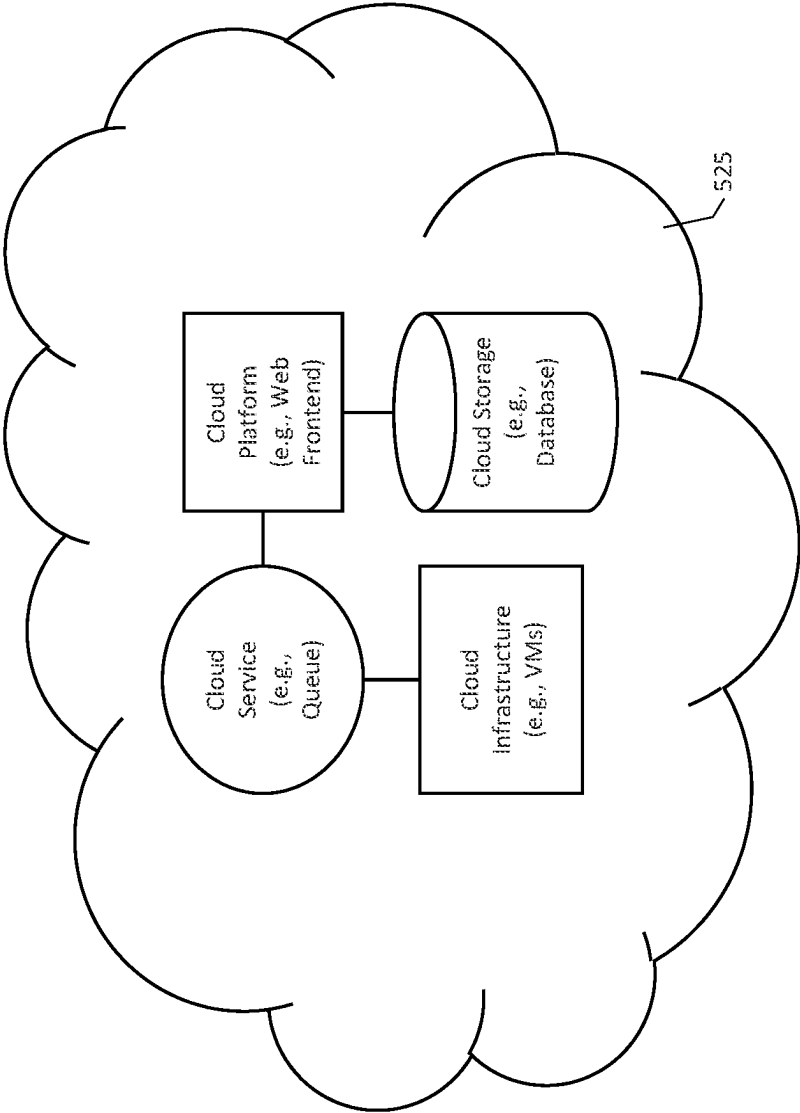 Cloud
Service
(e.g.,
Queue)
Cloud
Platform
(e.g., Web
Frontend)
Cloud
Infrastructure
(e.g., VMs)
Cloud Storage
(e.g.,
Database)
525